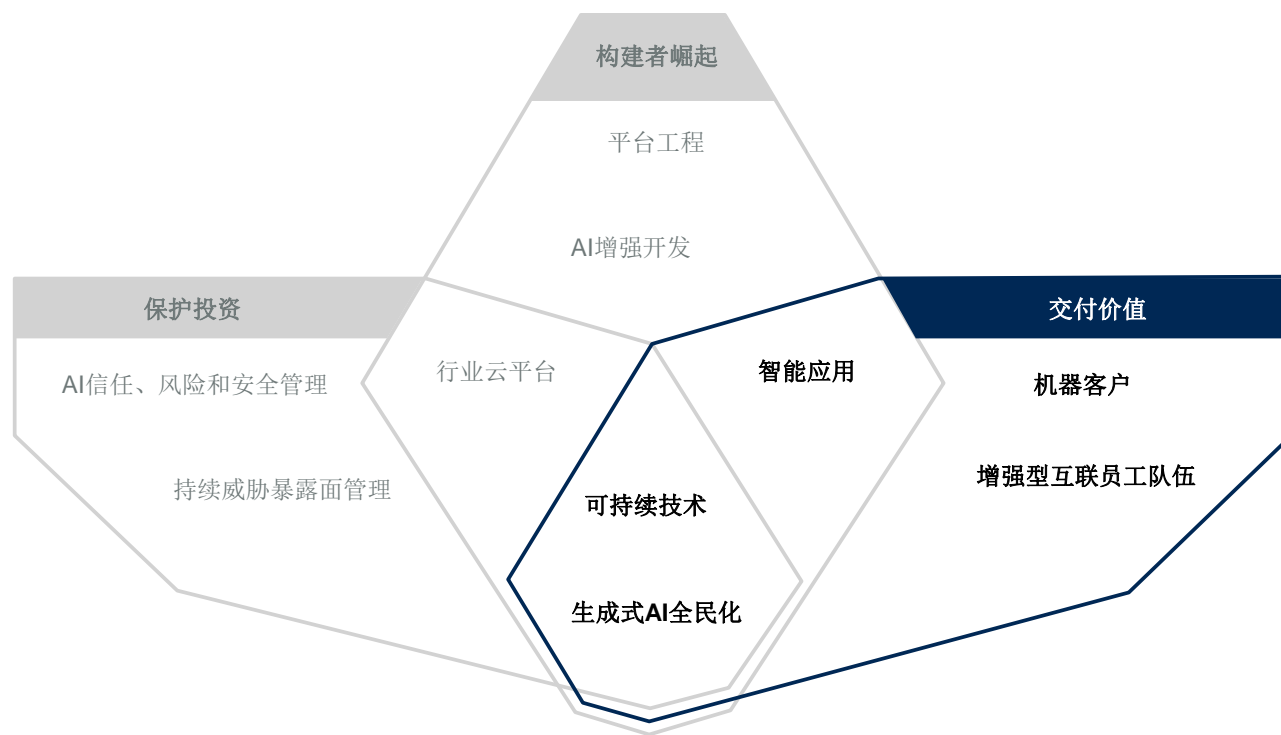 构建者崛起
平台工程
AI增强开发
保护投资
交付价值
行业云平台
智能应用
AI信任、风险和安全管理
机器客户
持续威胁暴露面管理
增强型互联员工队伍
可持续技术
生成式AI全民化